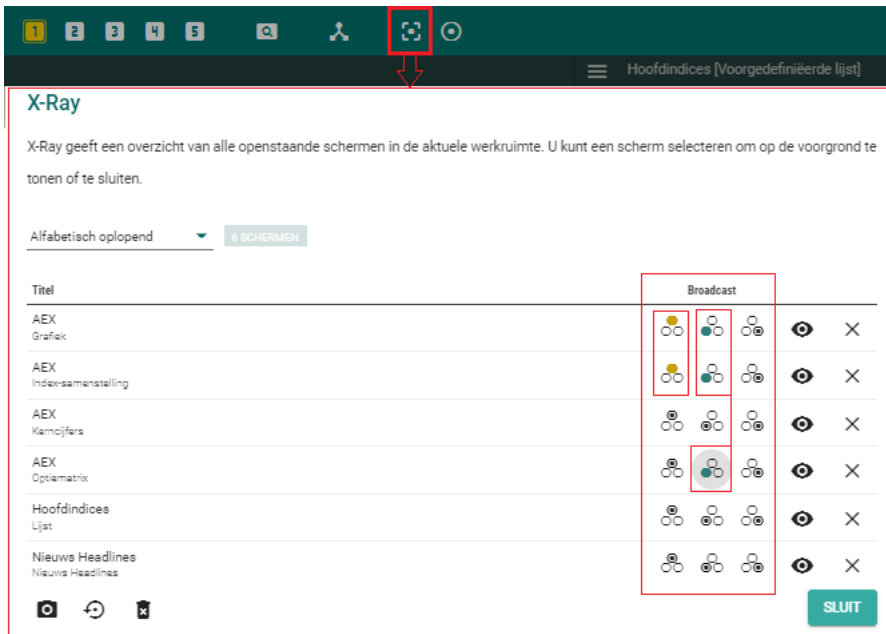 1 2 3 4 5
Hoofdindices [Voorgedefiniëerde lijst]
X-Ray
X-Ray geeft een overzicht van alle openstaande schermen in de aktuele werkruimte. U kunt een scherm selecteren om op de voorgrond te
tonen of te sluiten.
Alfabetisch oplopend 6 SCHERMEN
Titel Broadcast
AEX
Grafiek
AEX
Index-samenstelling
AEX
Kerncijfers
AEX
Optiematrix
Hoofdindices
Lijst
Nieuws Headlines
Nieuws Headlines
SLUIT